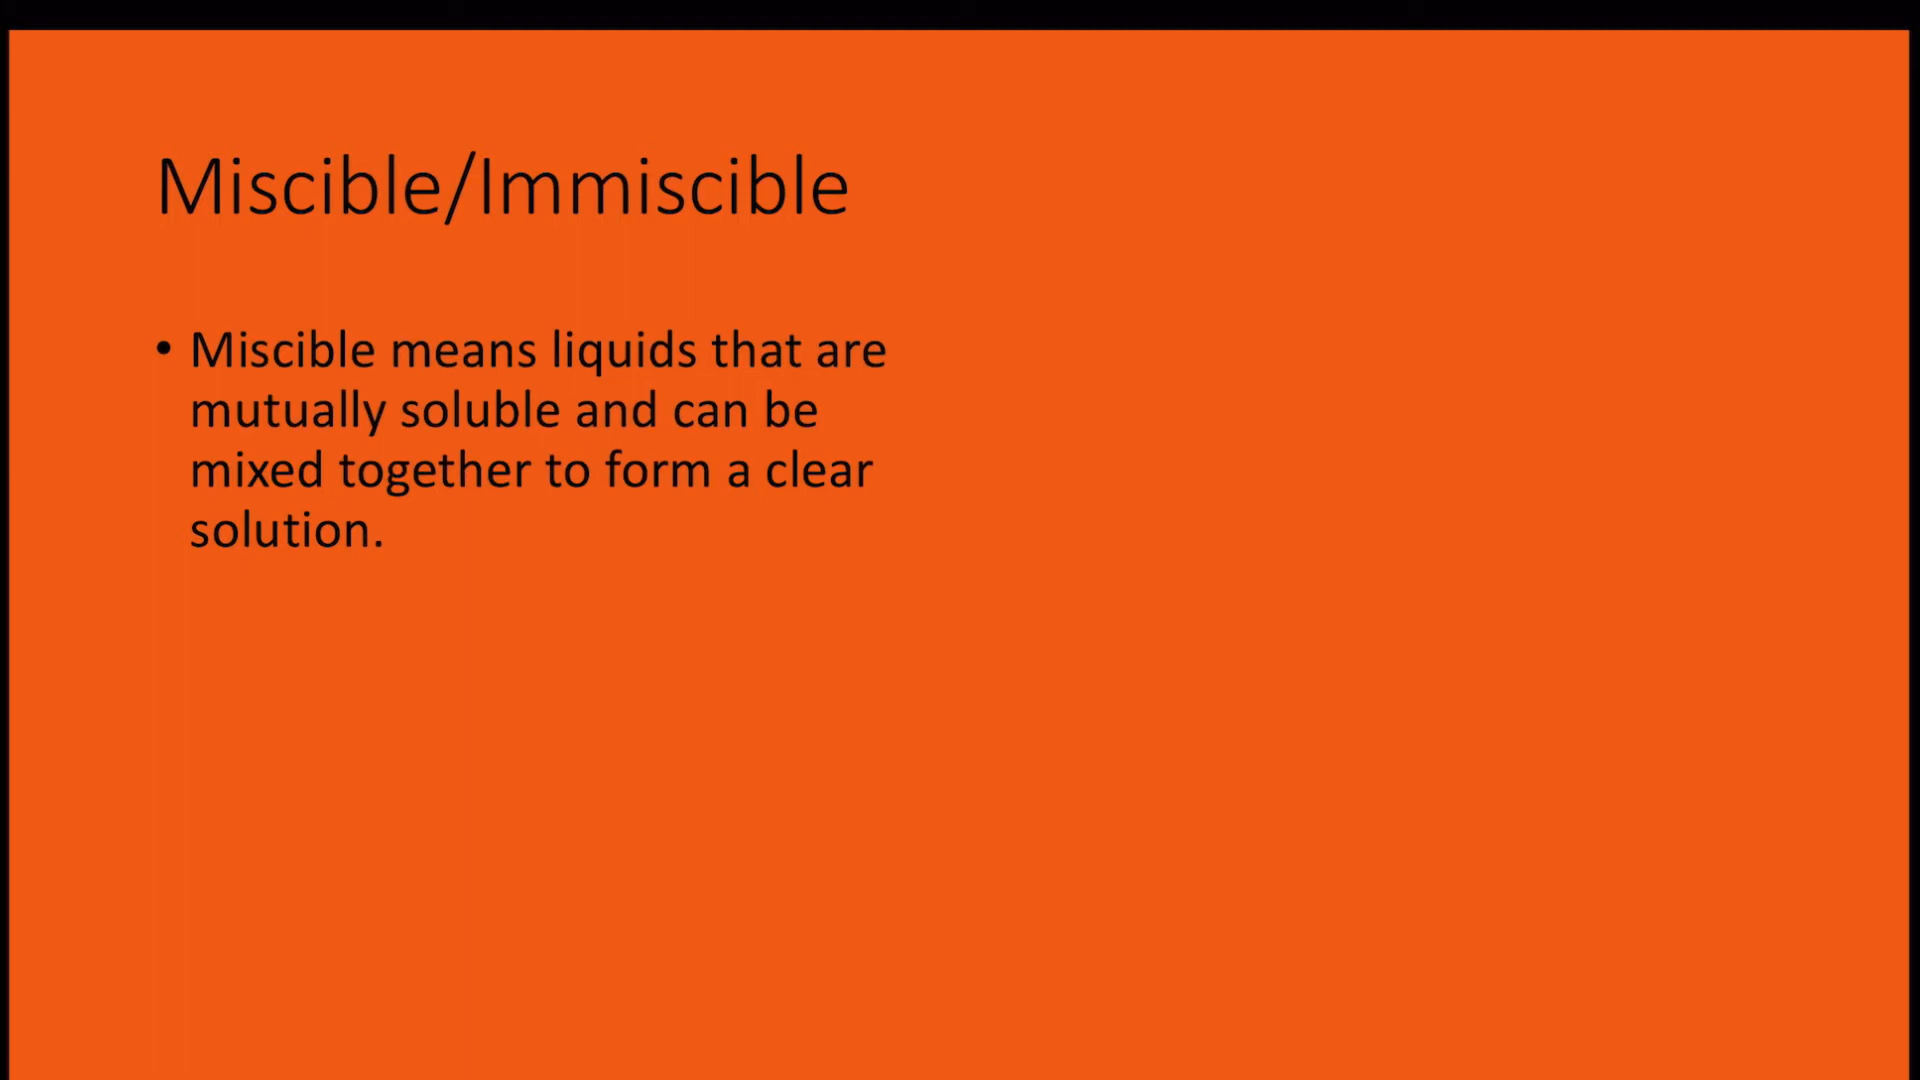 Miscible/Immiscible
• Miscible means liquids that are
mutually soluble and can be
mixed together to form a clear
solution.